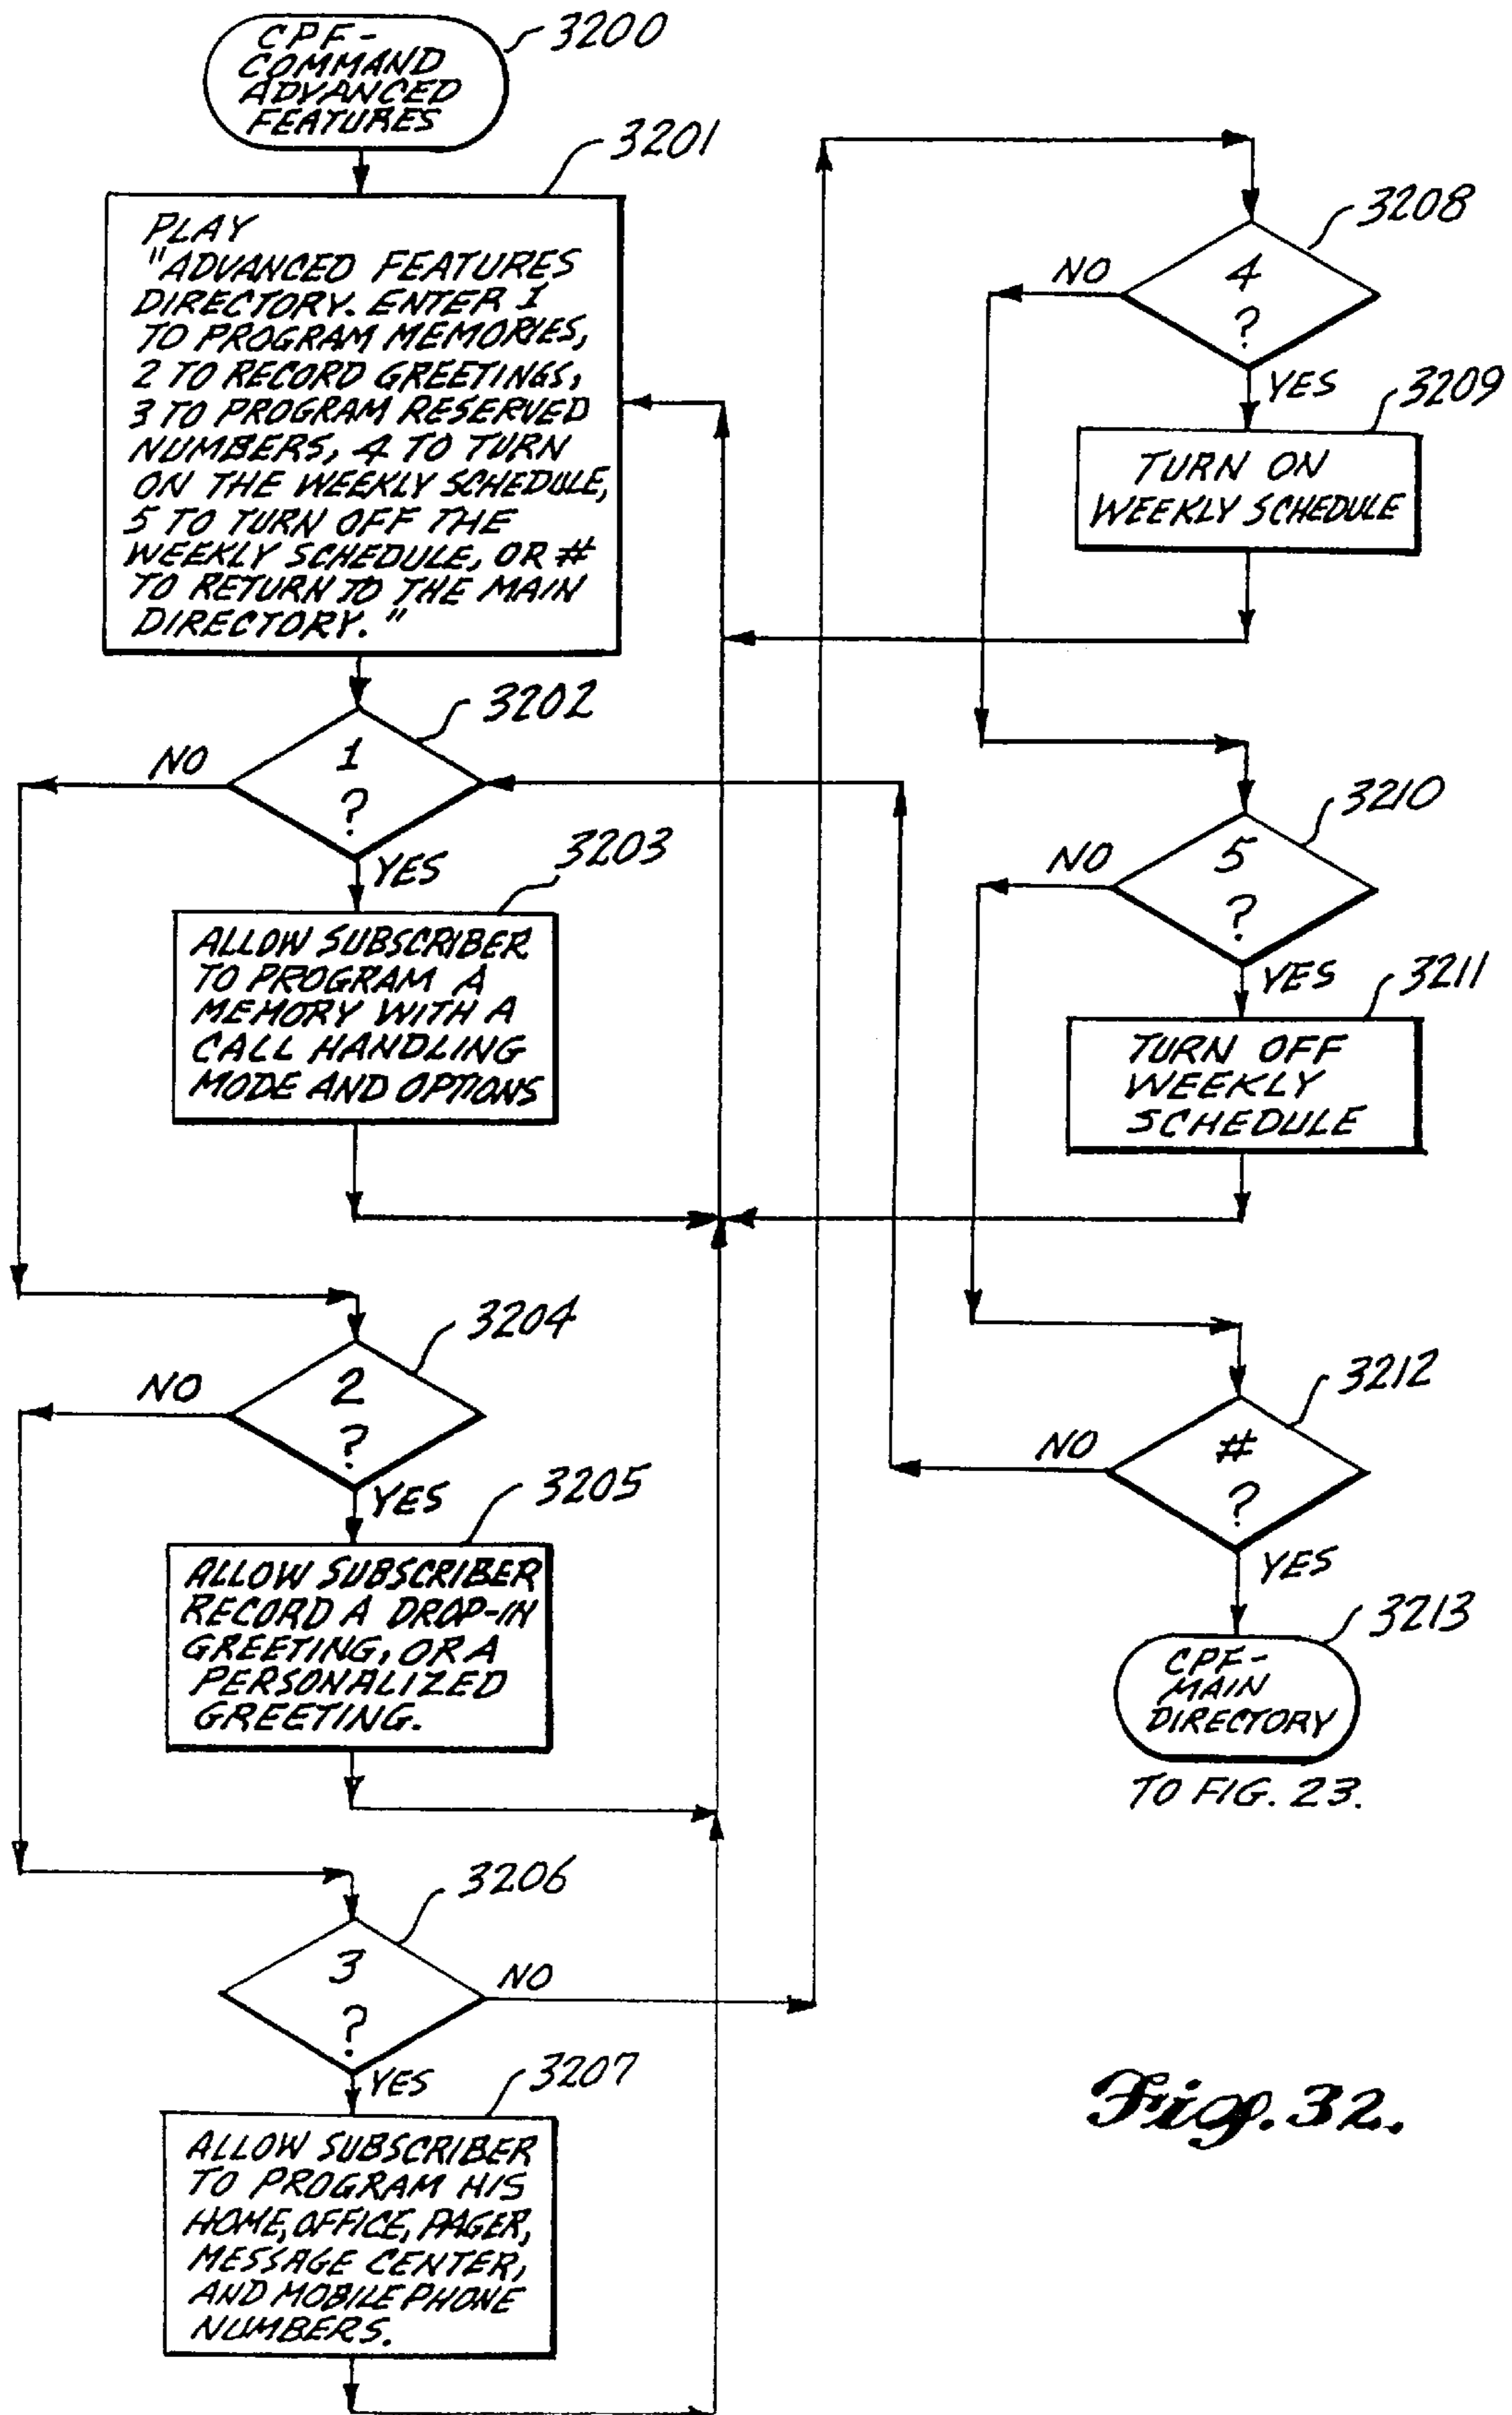 CPF-
COMMAND
ADVANCED
FEATURES
3200
3201
PLAY
"ADVANCED FEATURES
DIRECTORY. ENTER 1
TO PROGRAM MEMORIES,
2 TO RECORD GREETINGS,
3 TO PROGRAM RESERVED
NUMBERS, 4 TO TURN
ON THE WEEKLY SCHEDULE,
5 TO TURN OFF THE
WEEKLY SCHEDULE, OR #
TO RETURN TO THE MAIN
DIRECTORY."
3202
1
?
NO
YES
3203
ALLOW SUBSCRIBER
TO PROGRAM A
MEMORY WITH A
CALL HANDLING
MODE AND OPTIONS
3204
2
?
NO
YES
3205
ALLOW SUBSCRIBER
RECORD A DROP-IN
GREETING, OR A
PERSONALIZED
GREETING.
3206
3
?
NO
YES
3207
ALLOW SUBSCRIBER
TO PROGRAM HIS
HOME, OFFICE, PAGER,
MESSAGE CENTER,
AND MOBILE PHONE
NUMBERS.
3208
4
?
NO
YES
3209
TURN ON
WEEKLY SCHEDULE
3210
5
?
NO
YES
3211
TURN OFF
WEEKLY
SCHEDULE
3212
#
?
NO
YES
3213
CPF-
MAIN
DIRECTORY
TO FIG. 23.
Fig. 32.